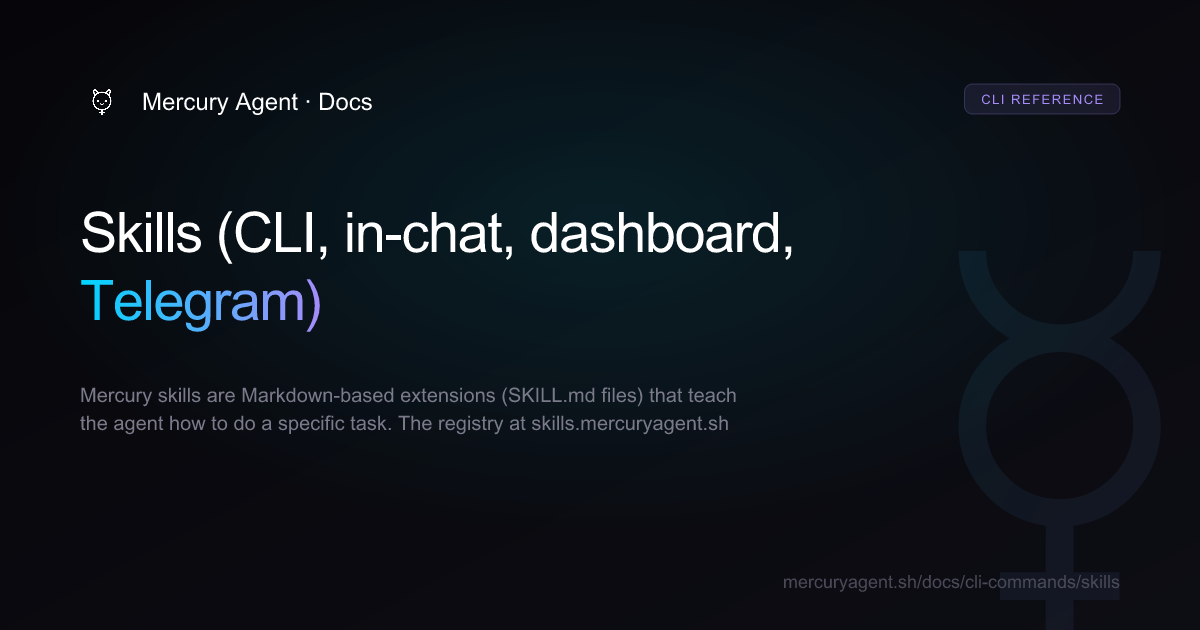 Mercury Agent · Docs
CLI REFERENCE
Skills (CLI, in-chat, dashboard,
Telegram)
Mercury skills are Markdown-based extensions (SKILL.md files) that teach
the agent how to do a specific task. The registry at skills.mercuryagent.sh
mercuryagent.sh/docs/cli-commands/skills